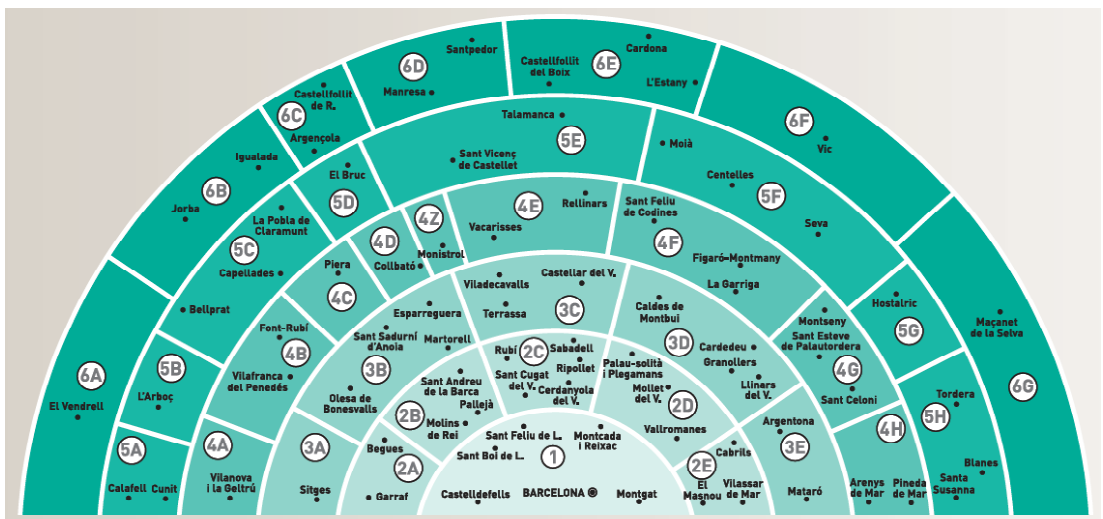 Santpedor
6D
Manresa
Cardona
Castellfollit
del Boix
6E
L'Estany
Castellfollit
de R.
6C
Argençola
6F
Vic
Talamanca
5E
Sant Vicenç
de Castellet
Moià
Centelles
5F
Seva
Igualada
6B
Jorba
El Bruc
5D
La Pobla de
Claramunt
5C
Capellades
Bellprat
4Z
Monistrol
4D
Collbató
4E
Rellinars
Vacarisses
Sant Feliu
de Codines
4F
Figaró-Montmany
La Garriga
Piera
4C
Castellar del V.
Viladecavalls
3C
Terrassa
Esparreguera
Sant Sadurní
d'Anoia
Martorell
3B
Olesa de
Bonesvalls
Caldes de
Montbui
3D
Cardedeu
Granollers
Llinars
del V.
Hostalric
5G
Montseny
Sant Esteve
de Palautordera
4G
Sant Celoni
Maçanet
de la Selva
6G
Font-Rubí
4B
Vilafranca
del Penedés
5B
L'Arboç
6A
El Vendrell
Rubí
2C
Sabadell
Ripollet
Sant Cugat
del V.
Cerdanyola
del V.
Palau-solità
i Plegamans
Mollet
del V.
2D
Vallromanes
Sant Andreu
de la Barca
Pallejà
2B
Molins
de Rei
Tordera
5H
Blanes
Santa
Susanna
5A
Calafell
Cunit
4A
Vilanova
i la Geltrú
3A
Sitges
Begues
2A
Garraf
Sant Feliu de L.
Montcada
i Reixac
Sant Boi de L.
1
Castelldefells
BARCELONA
Montgat
Cabrils
2E
El
Masnou
Vilassar
de Mar
Argentona
3E
Mataró
4H
Arenys
de Mar
Pineda
de Mar